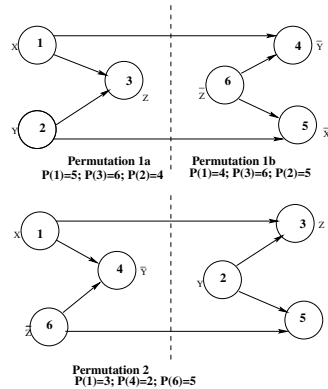 1
4
X
Y̅
3
6
Z
Z̅
2
5
Y
X̅
Permutation 1a
Permutation 1b
P(1)=5; P(3)=6; P(2)=4
P(1)=4; P(3)=6; P(2)=5
1
3
X
Z
4
Y̅
2
Y
6
Z̅
5
Permutation 2
P(1)=3; P(4)=2; P(6)=5